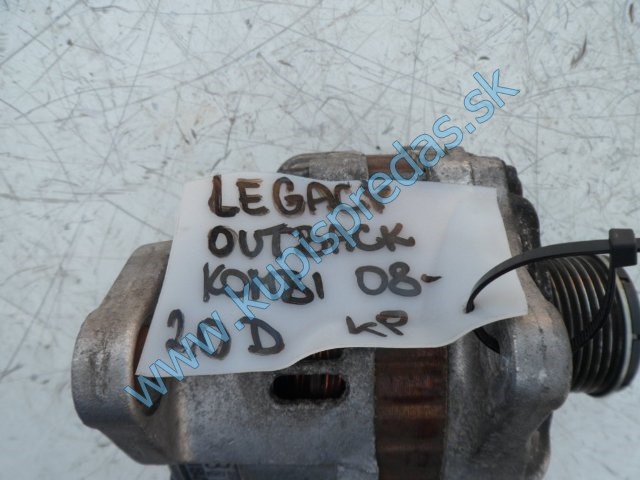 LEGACY
OUTBACK
KOMBI 08-
2.0 D KP
www.kupispredas.sk